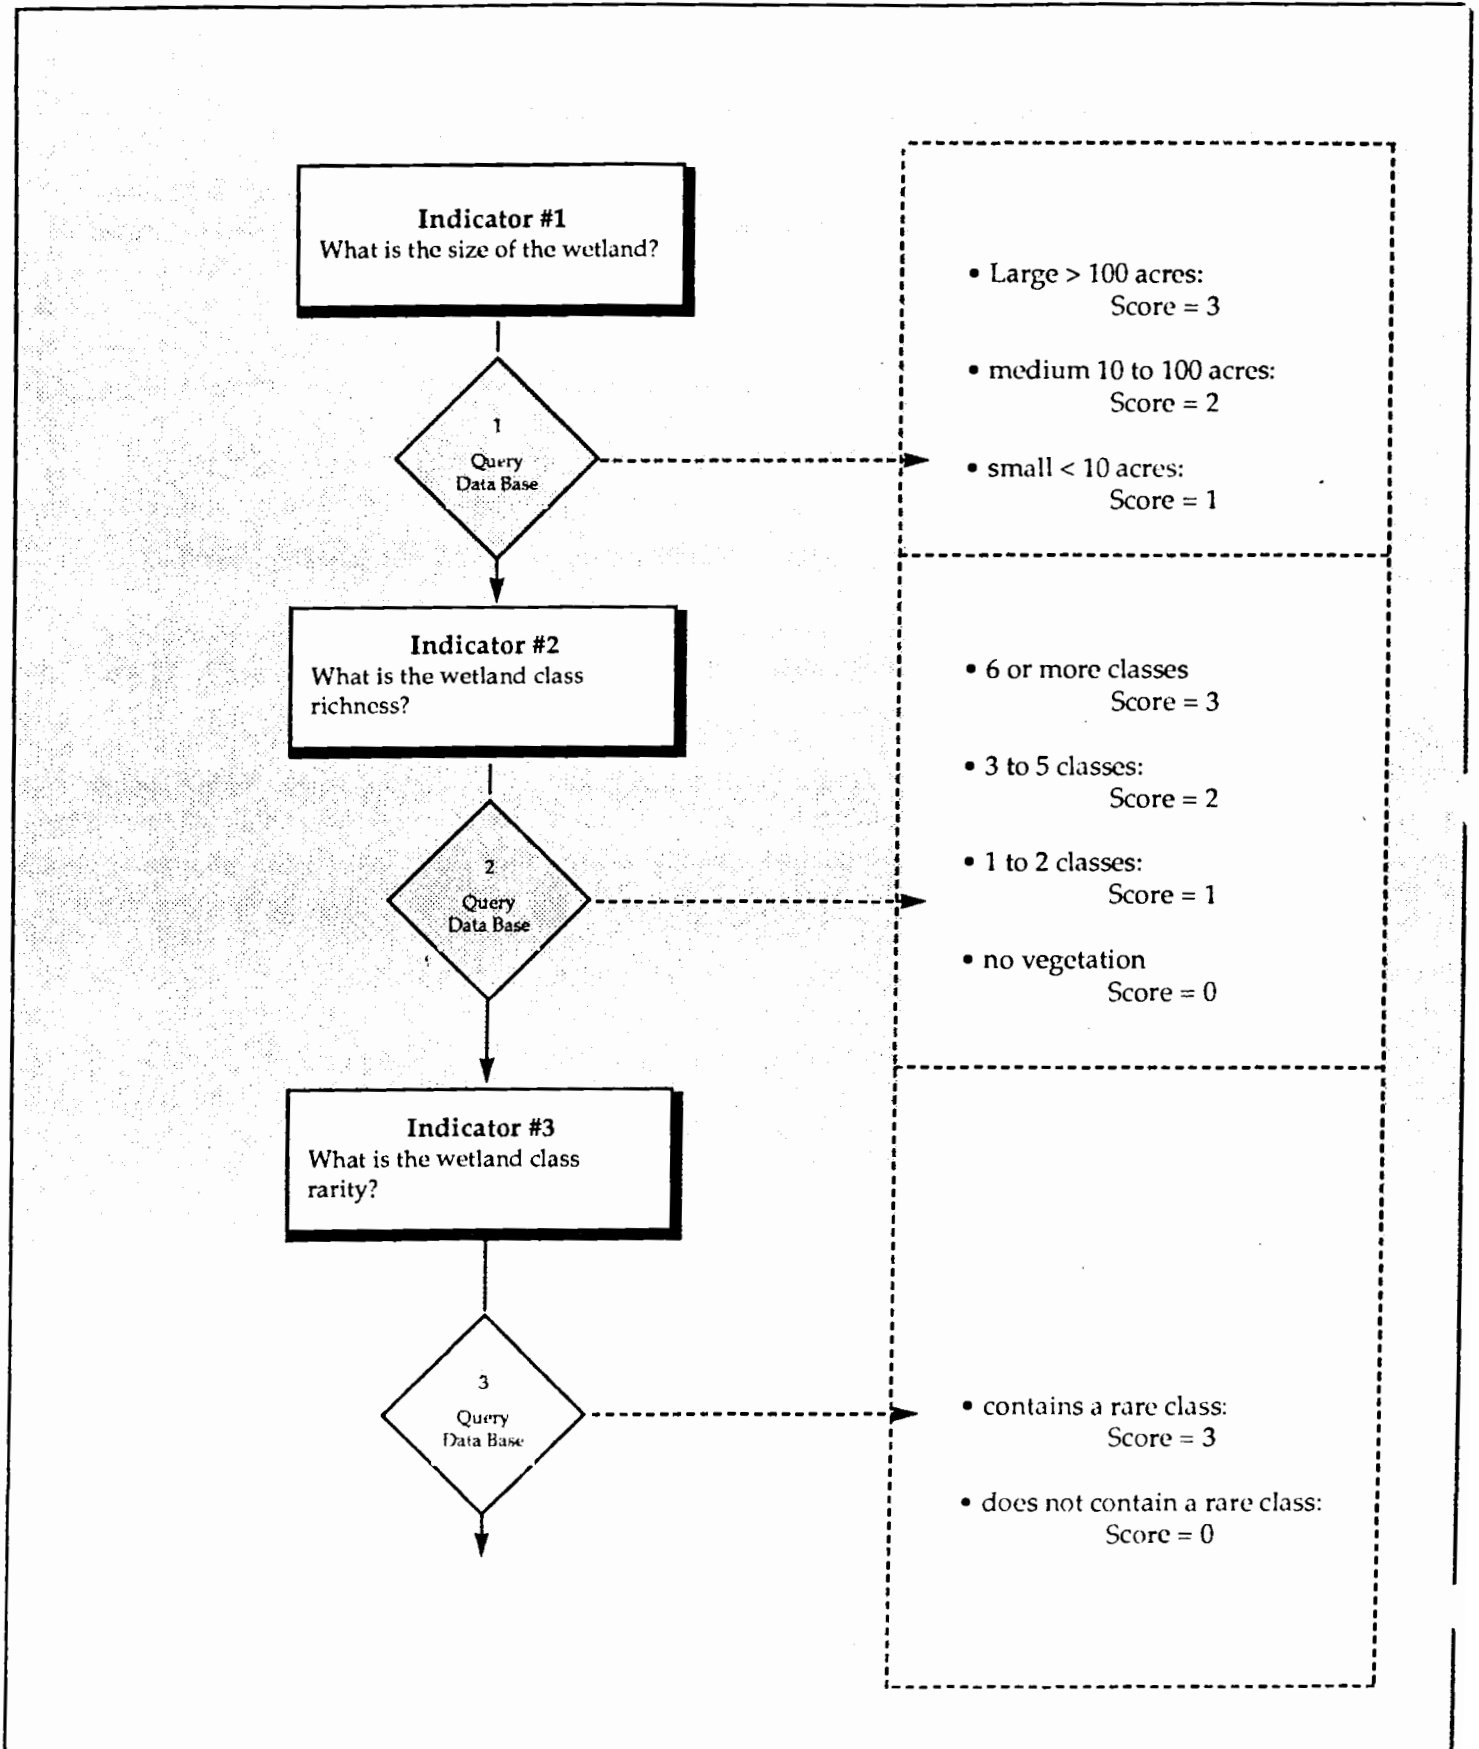 Indicator #1
What is the size of the wetland?
1
Query
Data Base
• Large > 100 acres:
Score = 3
• medium 10 to 100 acres:
Score = 2
• small < 10 acres:
Score = 1
Indicator #2
What is the wetland class
richness?
2
Query
Data Base
• 6 or more classes
Score = 3
• 3 to 5 classes:
Score = 2
• 1 to 2 classes:
Score = 1
• no vegetation
Score = 0
Indicator #3
What is the wetland class
rarity?
3
Query
Data Base
• contains a rare class:
Score = 3
• does not contain a rare class:
Score = 0